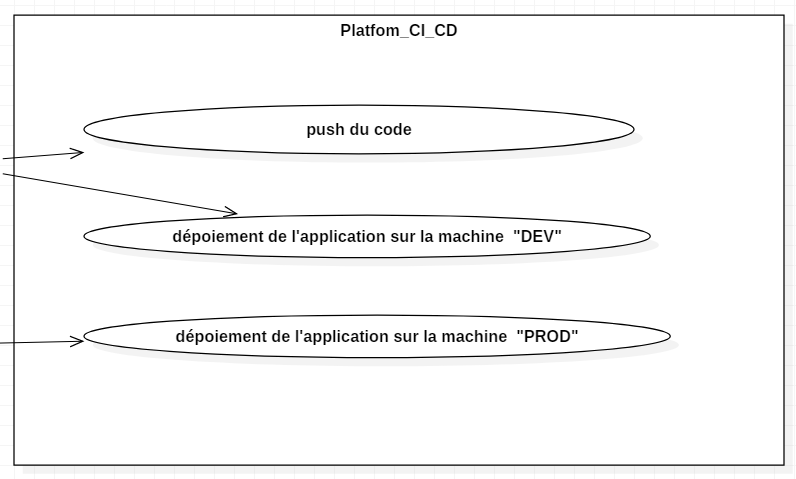 Platfom_CI_CD
push du code
dépoiement de l'application sur la machine  "DEV"
dépoiement de l'application sur la machine  "PROD"